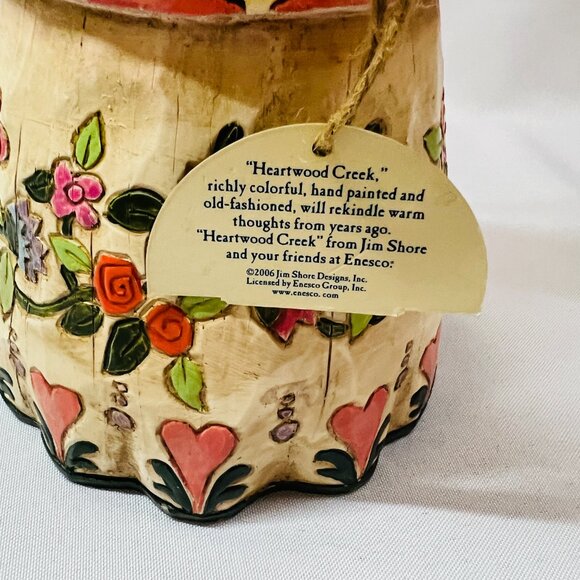 “Heartwood Creek,”
richly colorful, hand painted and
old-fashioned, will rekindle warm
thoughts from years ago.
“Heartwood Creek” from Jim Shore
and your friends at Enesco.
©2006 Jim Shore Designs, Inc.
Licensed by Enesco Group, Inc.
www.enesco. com